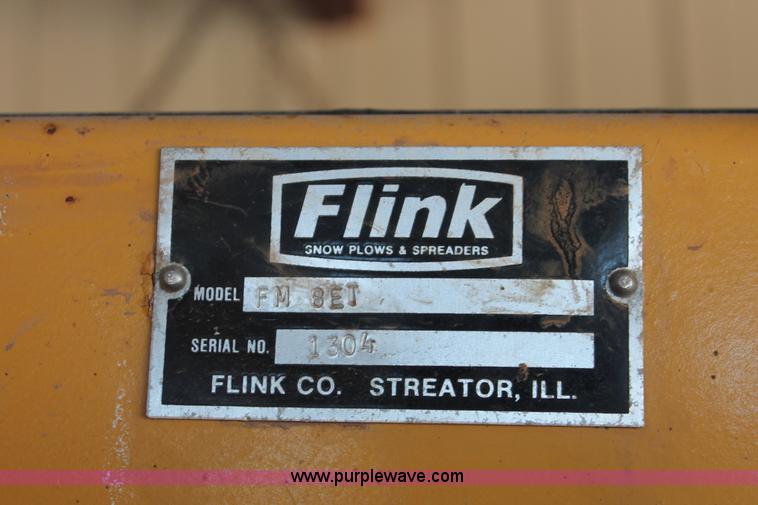 Flink
SNOW PLOWS & SPREADERS
MODEL FM 8ET
SERIAL NO. 1304
FLINK CO. STREATOR, ILL.
www.purplewave.com